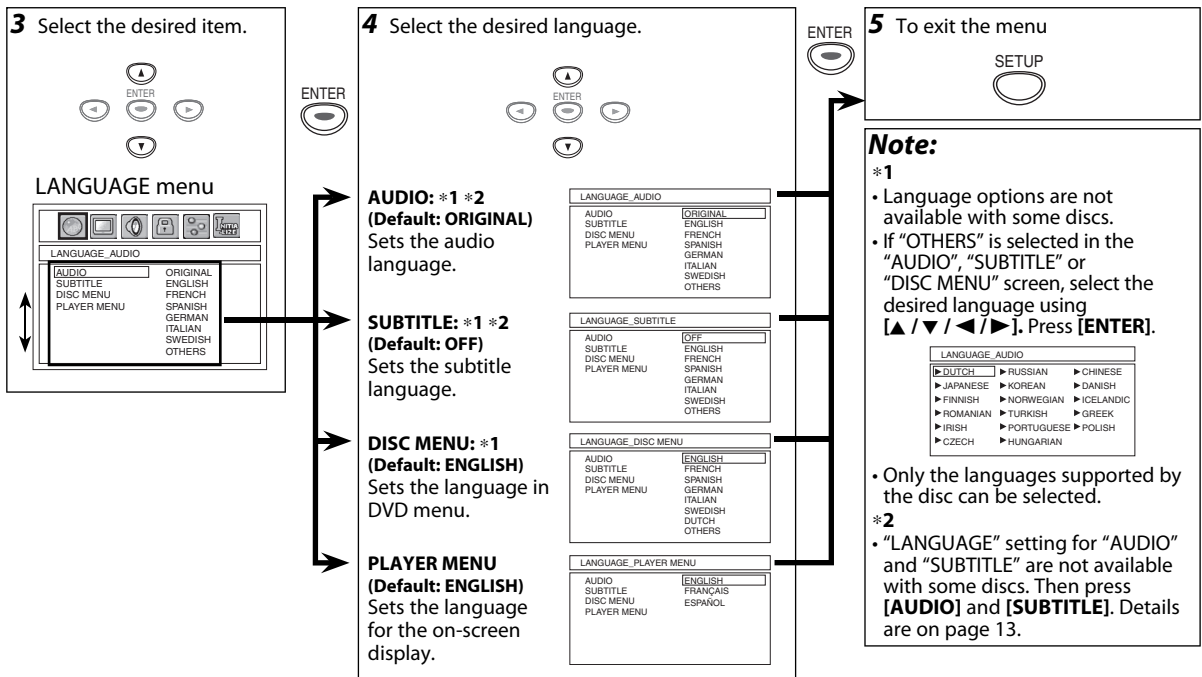 3 Select the desired item.
ENTER
LANGUAGE menu
LANGUAGE_AUDIO
AUDIO ORIGINAL
SUBTITLE ENGLISH
DISC MENU FRENCH
PLAYER MENU SPANISH
GERMAN
ITALIAN
SWEDISH
OTHERS
ENTER
4 Select the desired language.
ENTER
AUDIO: *1 *2
(Default: ORIGINAL)
Sets the audio
language.
LANGUAGE_AUDIO
AUDIO ORIGINAL
SUBTITLE ENGLISH
DISC MENU FRENCH
PLAYER MENU SPANISH
GERMAN
ITALIAN
SWEDISH
OTHERS
SUBTITLE: *1 *2
(Default: OFF)
Sets the subtitle
language.
LANGUAGE_SUBTITLE
AUDIO OFF
SUBTITLE ENGLISH
DISC MENU FRENCH
PLAYER MENU SPANISH
GERMAN
ITALIAN
SWEDISH
OTHERS
DISC MENU: *1
(Default: ENGLISH)
Sets the language in
DVD menu.
LANGUAGE_DISC MENU
AUDIO ENGLISH
SUBTITLE FRENCH
DISC MENU SPANISH
PLAYER MENU GERMAN
ITALIAN
SWEDISH
DUTCH
OTHERS
PLAYER MENU
(Default: ENGLISH)
Sets the language
for the on-screen
display.
LANGUAGE_PLAYER MENU
AUDIO ENGLISH
SUBTITLE FRANÇAIS
DISC MENU ESPAÑOL
PLAYER MENU
ENTER
5 To exit the menu
SETUP
Note:
*1
• Language options are not
available with some discs.
• If “OTHERS” is selected in the
“AUDIO”, “SUBTITLE” or
“DISC MENU” screen, select the
desired language using
[▲ / ▼ / ◀ / ▶]. Press [ENTER].
LANGUAGE_AUDIO
▶DUTCH ▶RUSSIAN ▶CHINESE
▶JAPANESE ▶KOREAN ▶DANISH
▶FINNISH ▶NORWEGIAN ▶ICELANDIC
▶ROMANIAN ▶TURKISH ▶GREEK
▶IRISH ▶PORTUGUESE ▶POLISH
▶CZECH ▶HUNGARIAN
• Only the languages supported by
the disc can be selected.
*2
• “LANGUAGE” setting for “AUDIO”
and “SUBTITLE” are not available
with some discs. Then press
[AUDIO] and [SUBTITLE]. Details
are on page 13.